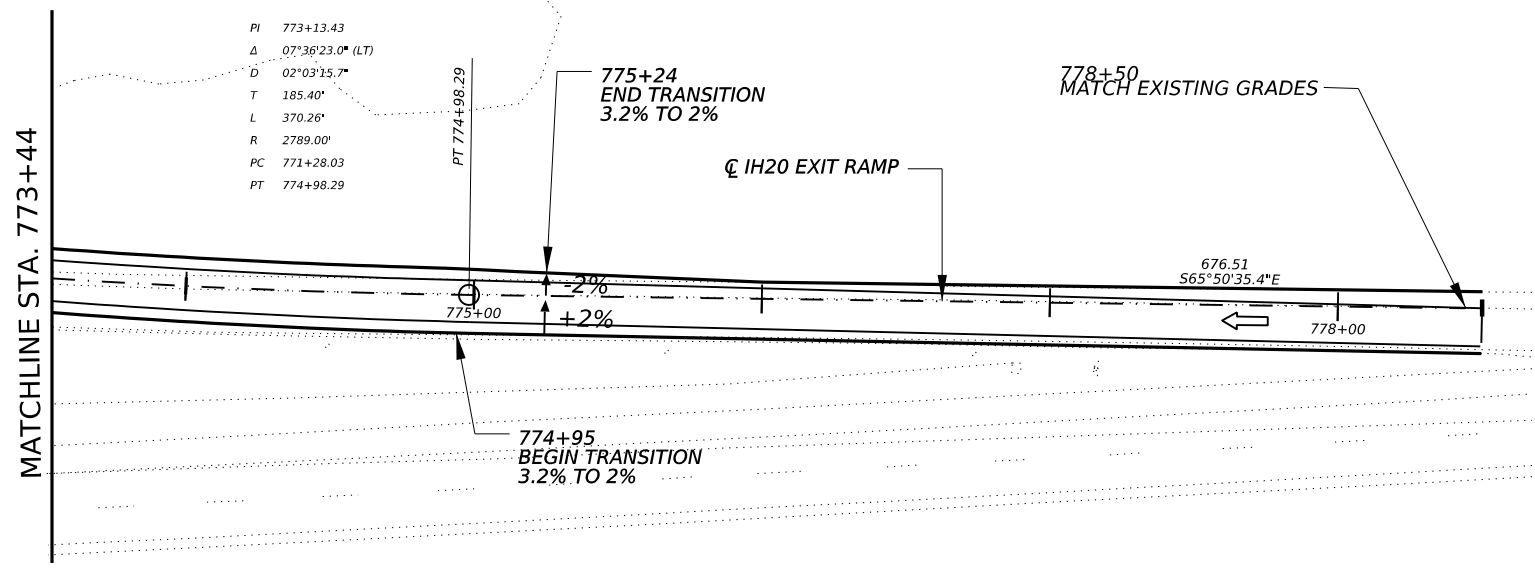 MATCHLINE STA. 773+44
PI 773+13.43
Δ 07°36'23.0" (LT)
D 02°03'15.7"
T 185.40'
L 370.26'
R 2789.00'
PC 771+28.03
PT 774+98.29
PT 774+98.29
775+24
END TRANSITION
3.2% TO 2%
℄ IH20 EXIT RAMP
778+50
MATCH EXISTING GRADES
676.51
S65°50'35.4"E
-2%
+2%
775+00
778+00
774+95
BEGIN TRANSITION
3.2% TO 2%